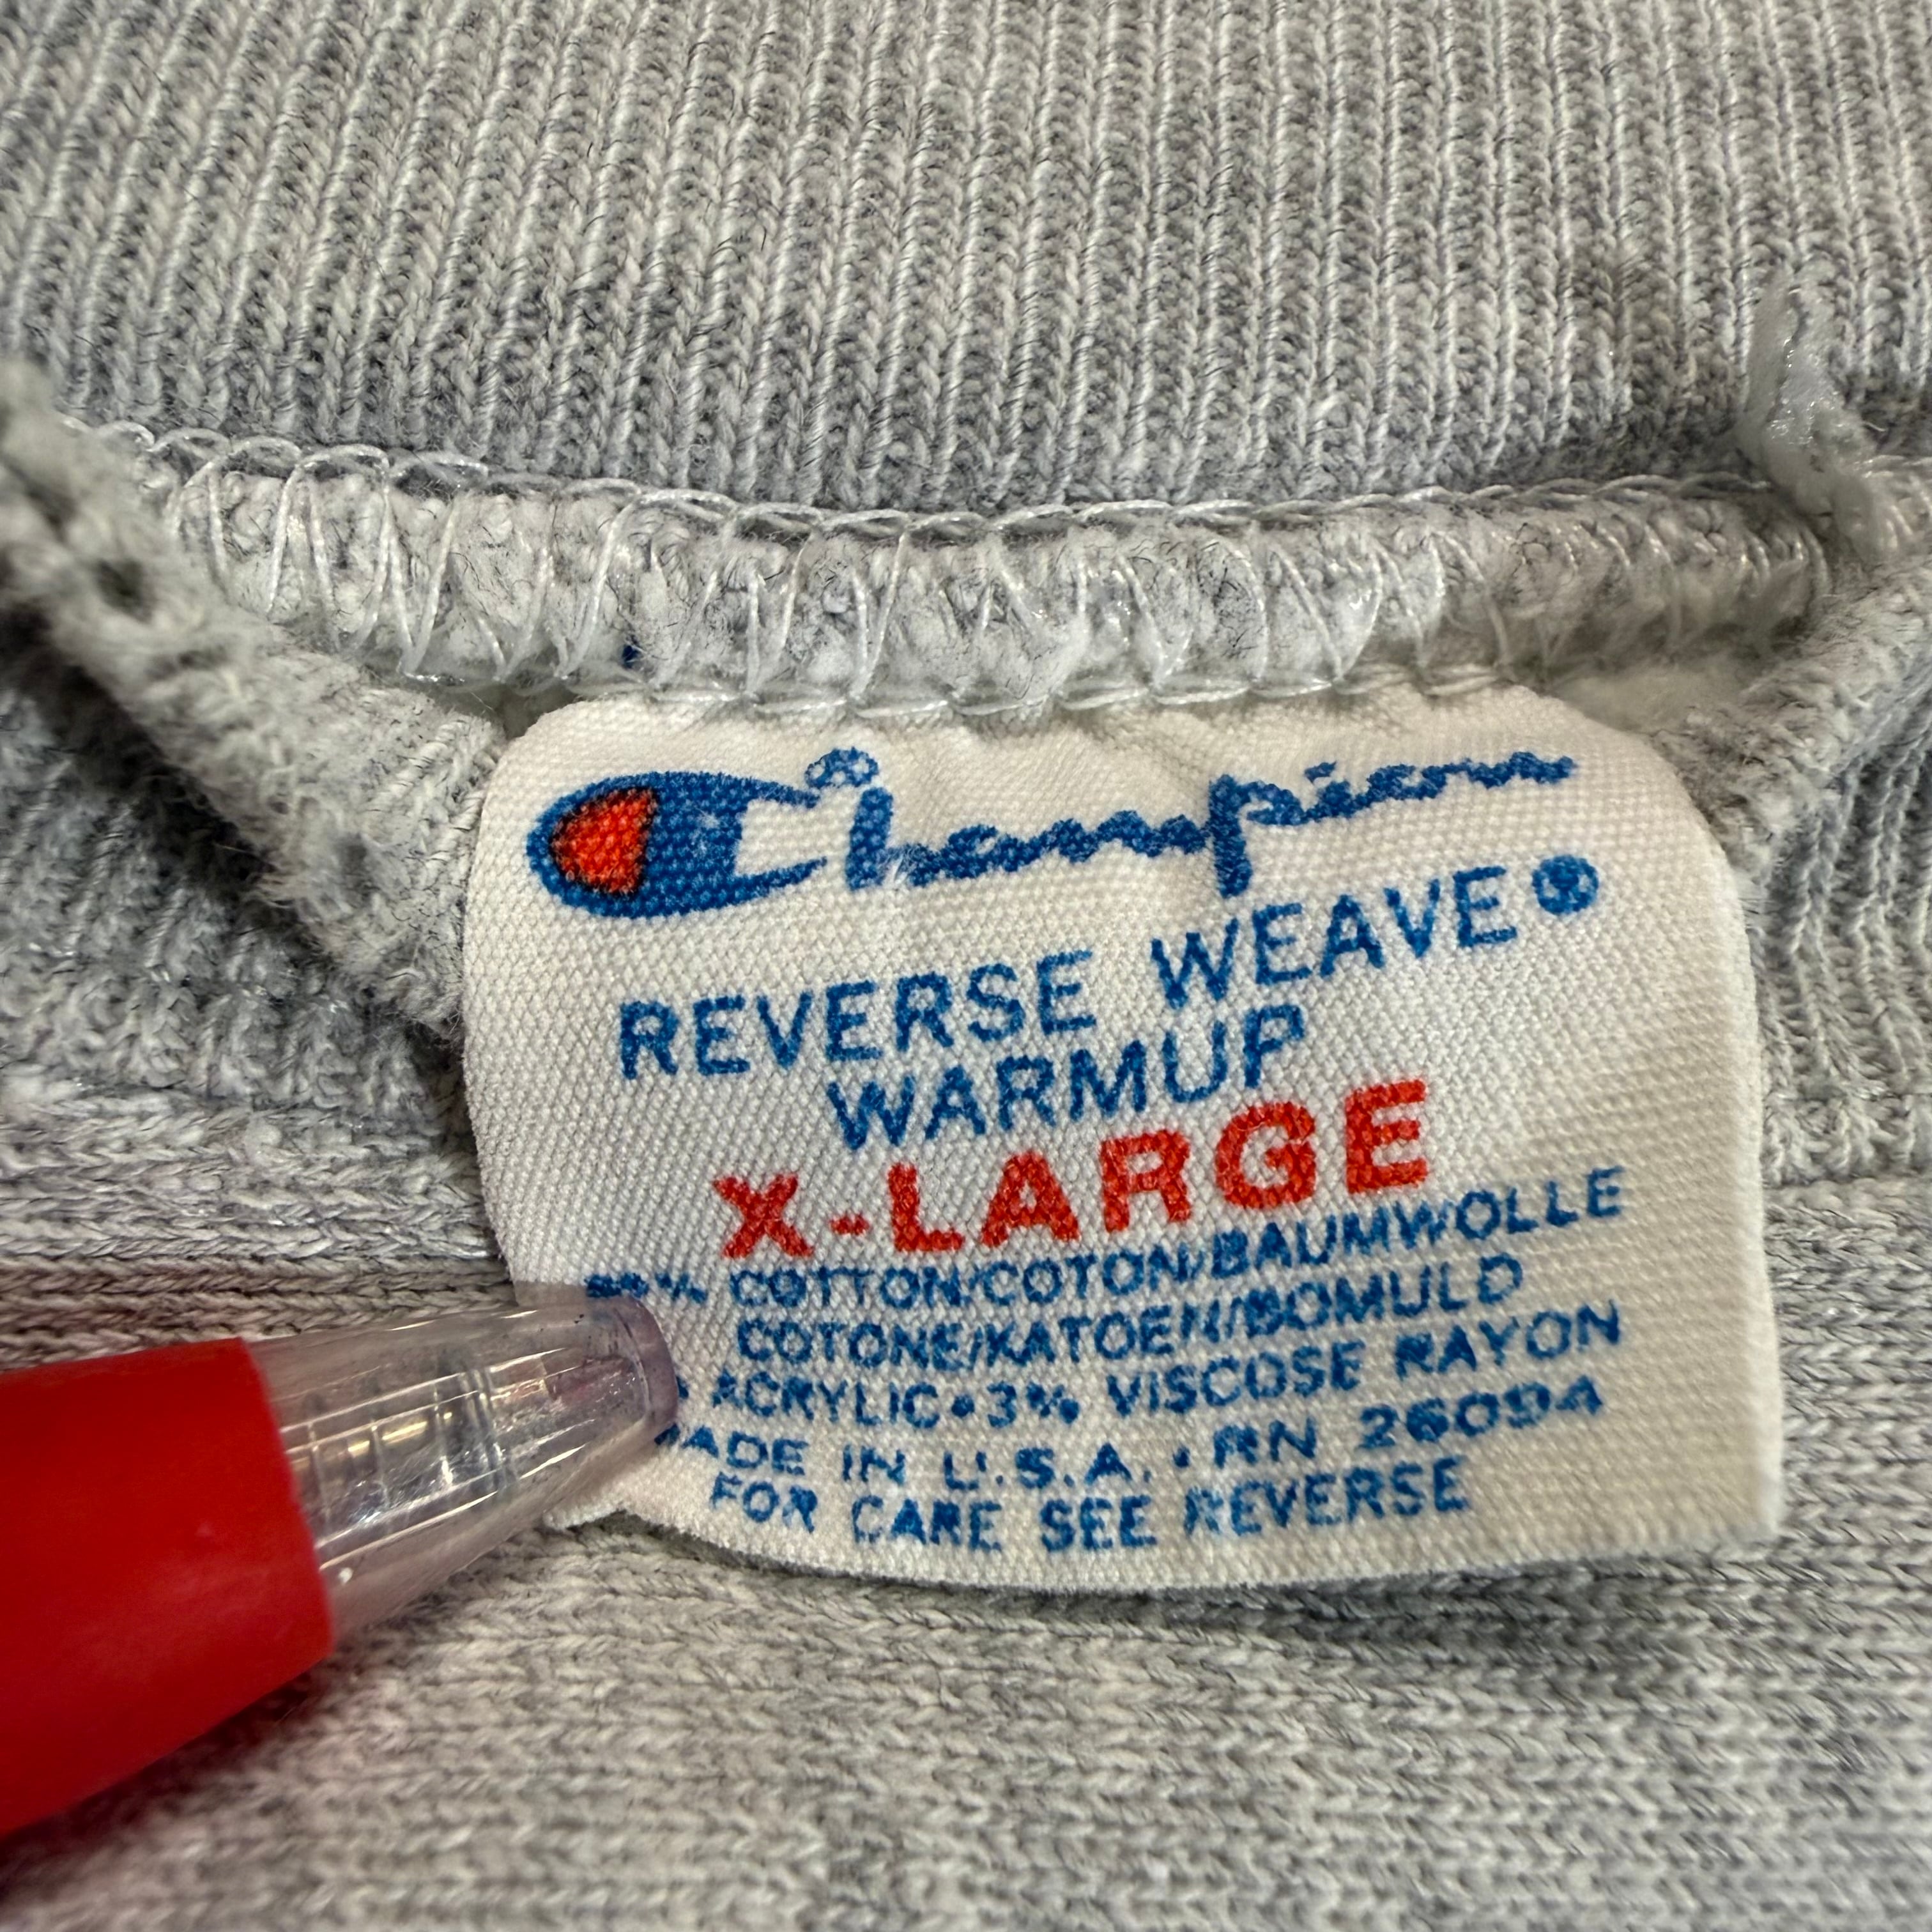 Champion
REVERSE WEAVE®
WARMUP
X-LARGE
COTTON/COTON/BAUMWOLLE
COTONE/KATOEN/BOMULD
ACRYLIC•3% VISCOSE RAYON
MADE IN U.S.A. • RN 26094
FOR CARE SEE REVERSE